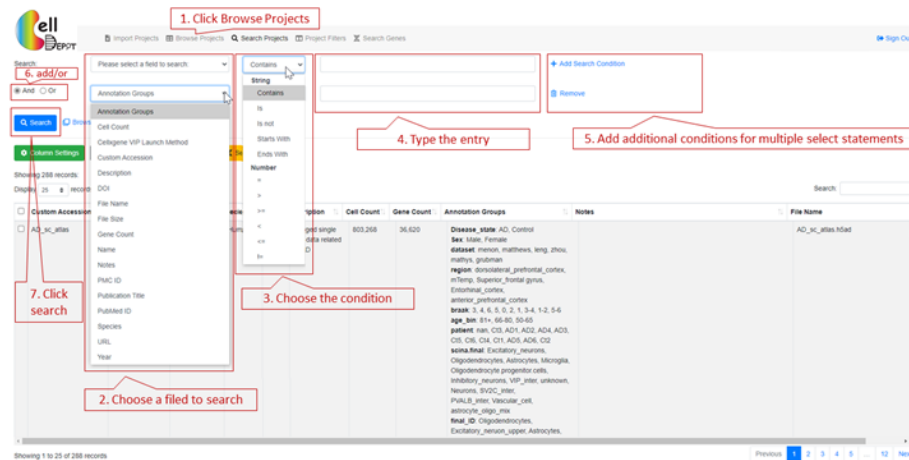 Cell
DEPOT
1. Click Browse Projects
Import Projects Browse Projects Search Projects Project Filters Search Genes
Sign Ou
Search:
Please select a field to search
Contains
+ Add Search Condition
6. add/or
And Or
Annotation Groups
String
Contains
Remove
Search
Brows
Annotation Groups
Cell Count
Cellxgene VIP Launch Method
Custom Accession
Description
DOI
File Name
File Size
Gene Count
Name
Notes
PMC ID
Publication Title
PubMed ID
Species
URL
Year
Is
Is not
Starts With
Ends With
Number
=
>
>=
<
<=
!=
4. Type the entry
5. Add additional conditions for multiple select statements
Column Settings
Showing 288 records:
Display 25 records
Search:
Custom Accession
Cell Count Gene Count Annotation Groups Notes File Name
AD_sc_atlas
803,268 36,620
AD_sc_atlas.h5ad
Disease_state: AD, Control
Sex: Male, Female
dataset: menon, matthews, leng, zhou,
mathys, grubman
region: dorsolateral_prefrontal_cortex,
mTemp, Superior_frontal gyrus,
Entorhinal_cortex,
anterior_prefrontal_cortex
braak: 3, 4, 6, 5, 0, 2, 1, 3-4, 1-2, 5-6
age_bin: 81+, 66-80, 50-65
patient: nan, Ct3, AD1, AD2, AD4, AD3,
Ct5, Ct6, Ct4, Ct1, AD5, AD6, Ct2
scina.final: Excitatory_neurons,
Oligodendrocytes, Astrocytes, Microglia,
Oligodendrocyte progenitor cells,
Inhibitory_neurons, VIP_inter, unknown,
Neurons, SV2C_inter,
PVALB_inter, Vascular_cell,
astrocyte_oligo_mix
final_ID: Oligodendrocytes,
Excitatory_neruon_upper, Astrocytes,
7. Click
search
3. Choose the condition
2. Choose a filed to search
Showing 1 to 25 of 288 records
Previous 1 2 3 4 5 ... 12 Next